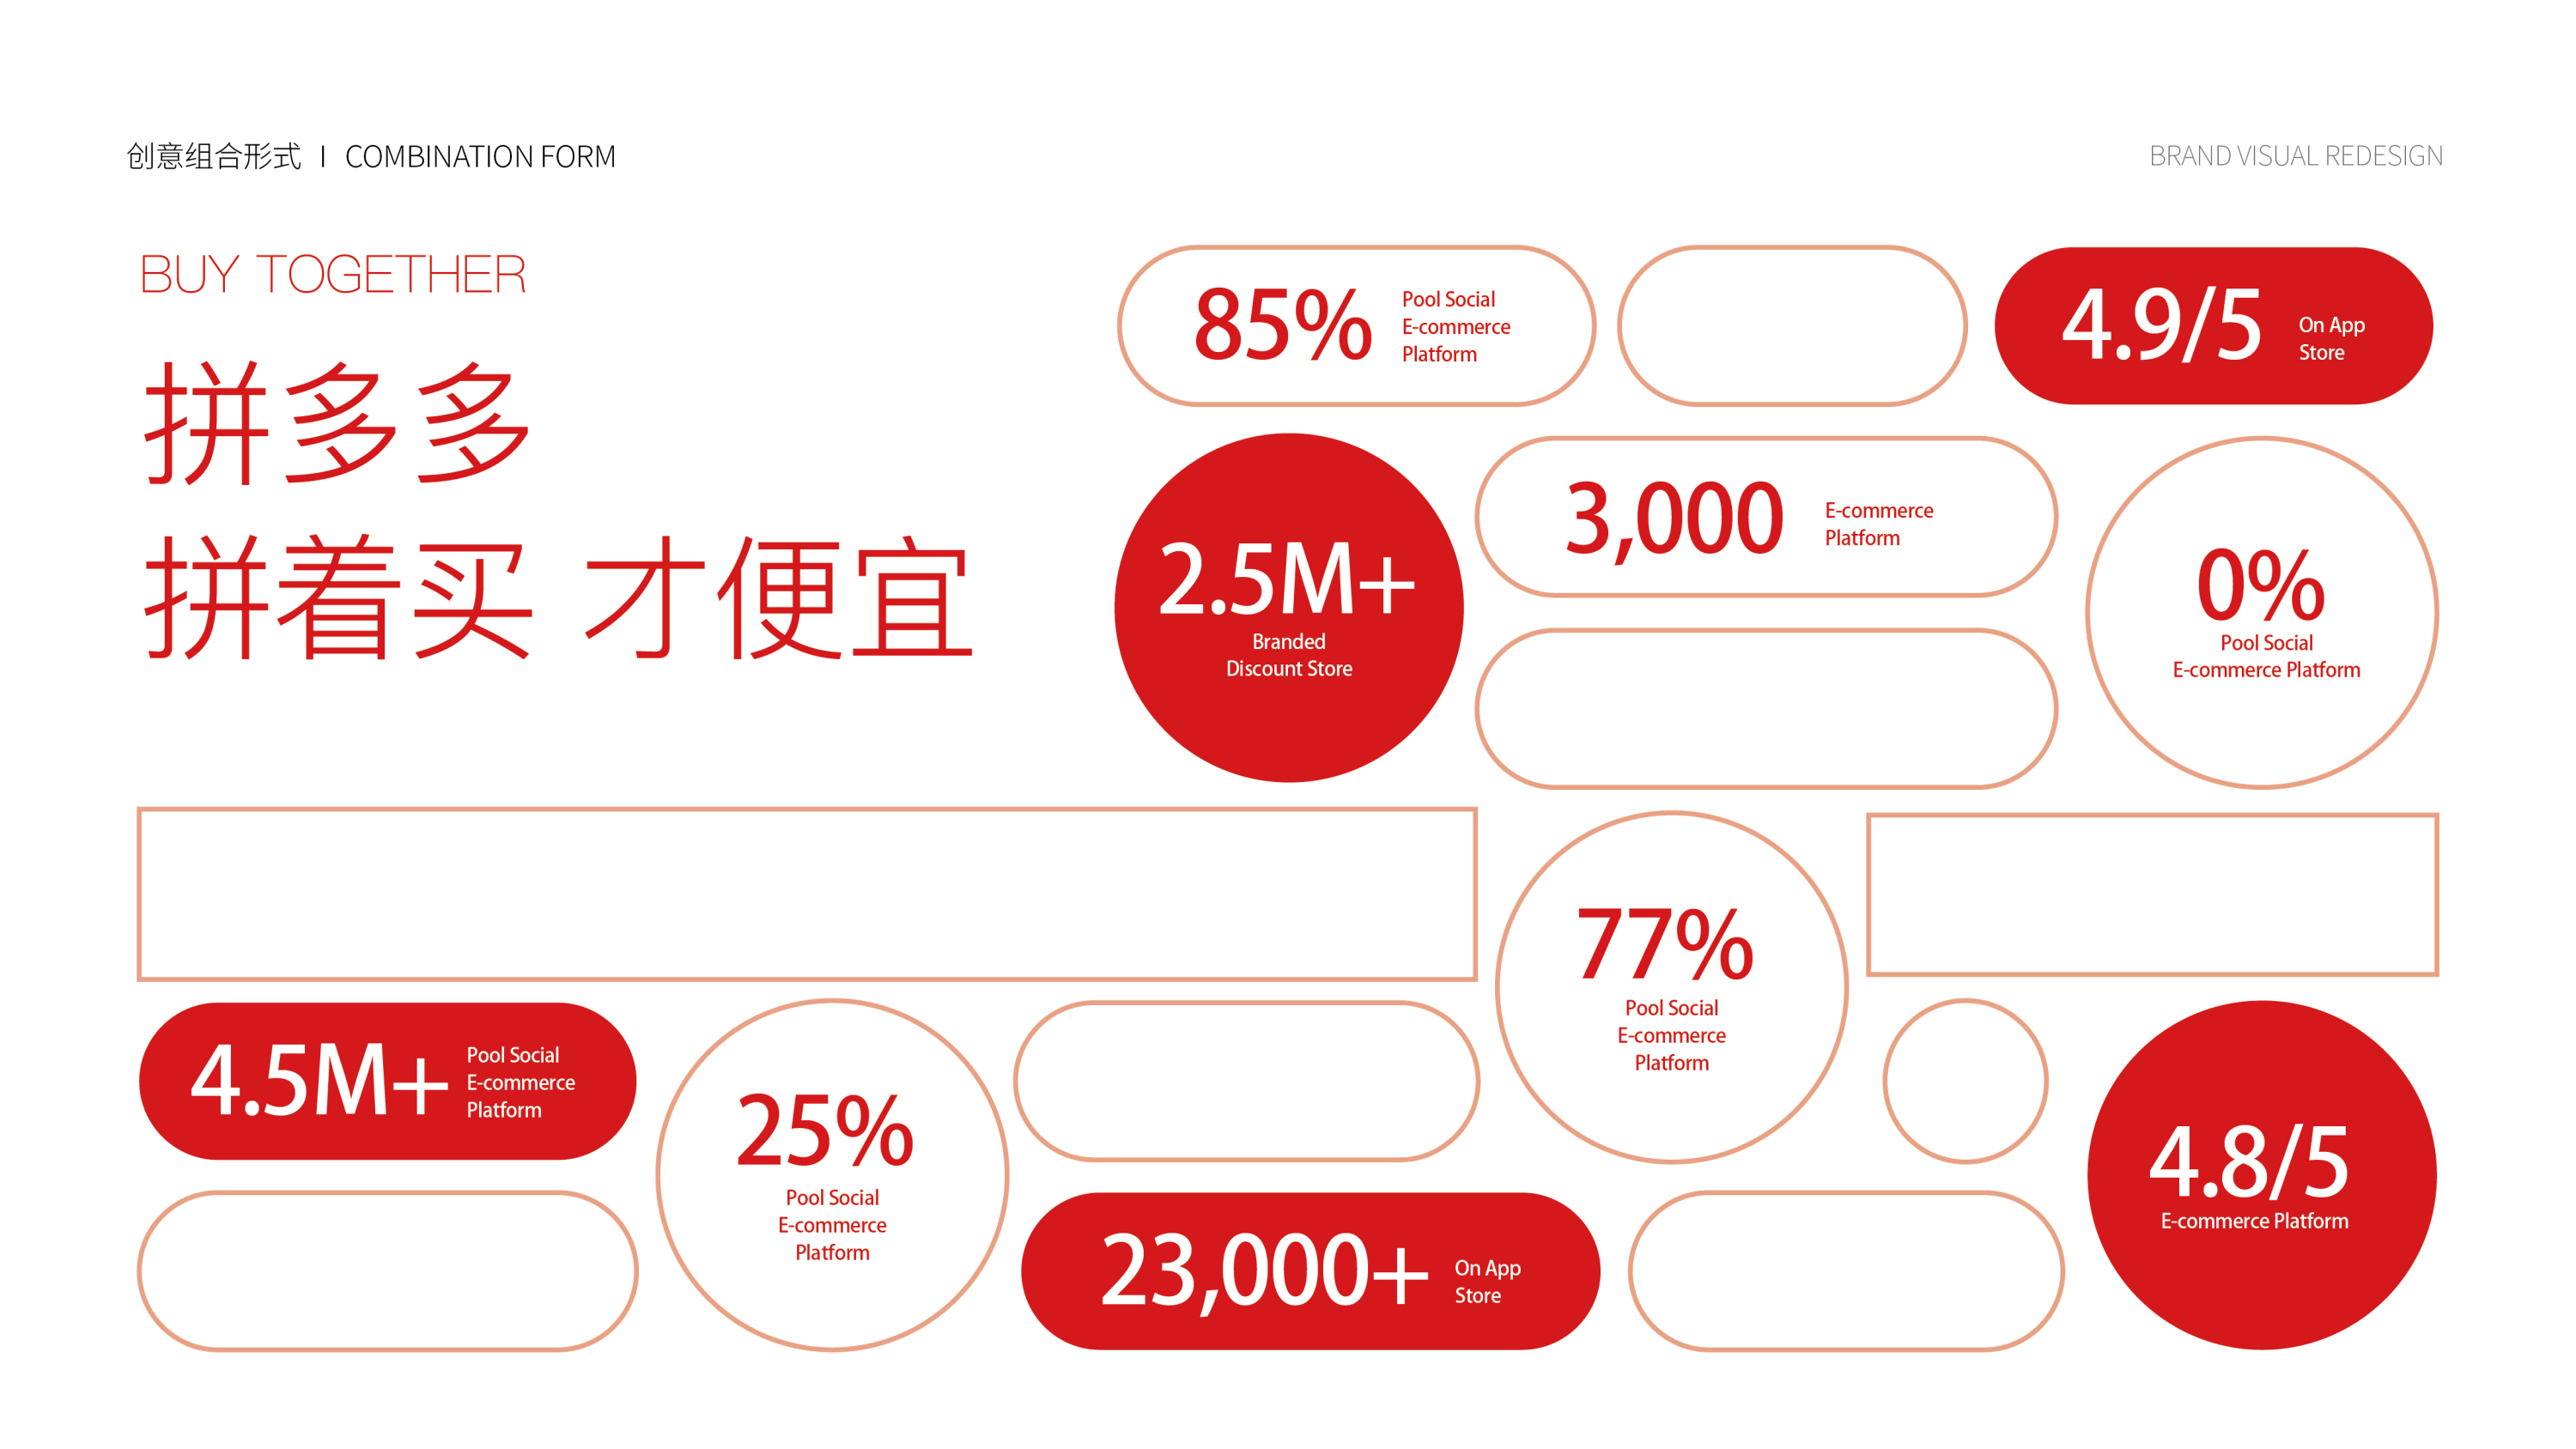 创意组合形式 I COMBINATION FORM
BRAND VISUAL REDESIGN
BUY TOGETHER
拼多多
拼着买 才便宜
85%
Pool Social
E-commerce
Platform
4.9/5
On App
Store
2.5M+
Branded
Discount Store
3,000
E-commerce
Platform
0%
Pool Social
E-commerce Platform
77%
Pool Social
E-commerce
Platform
4.5M+
Pool Social
E-commerce
Platform
25%
Pool Social
E-commerce
Platform
23,000+
On App
Store
4.8/5
E-commerce Platform